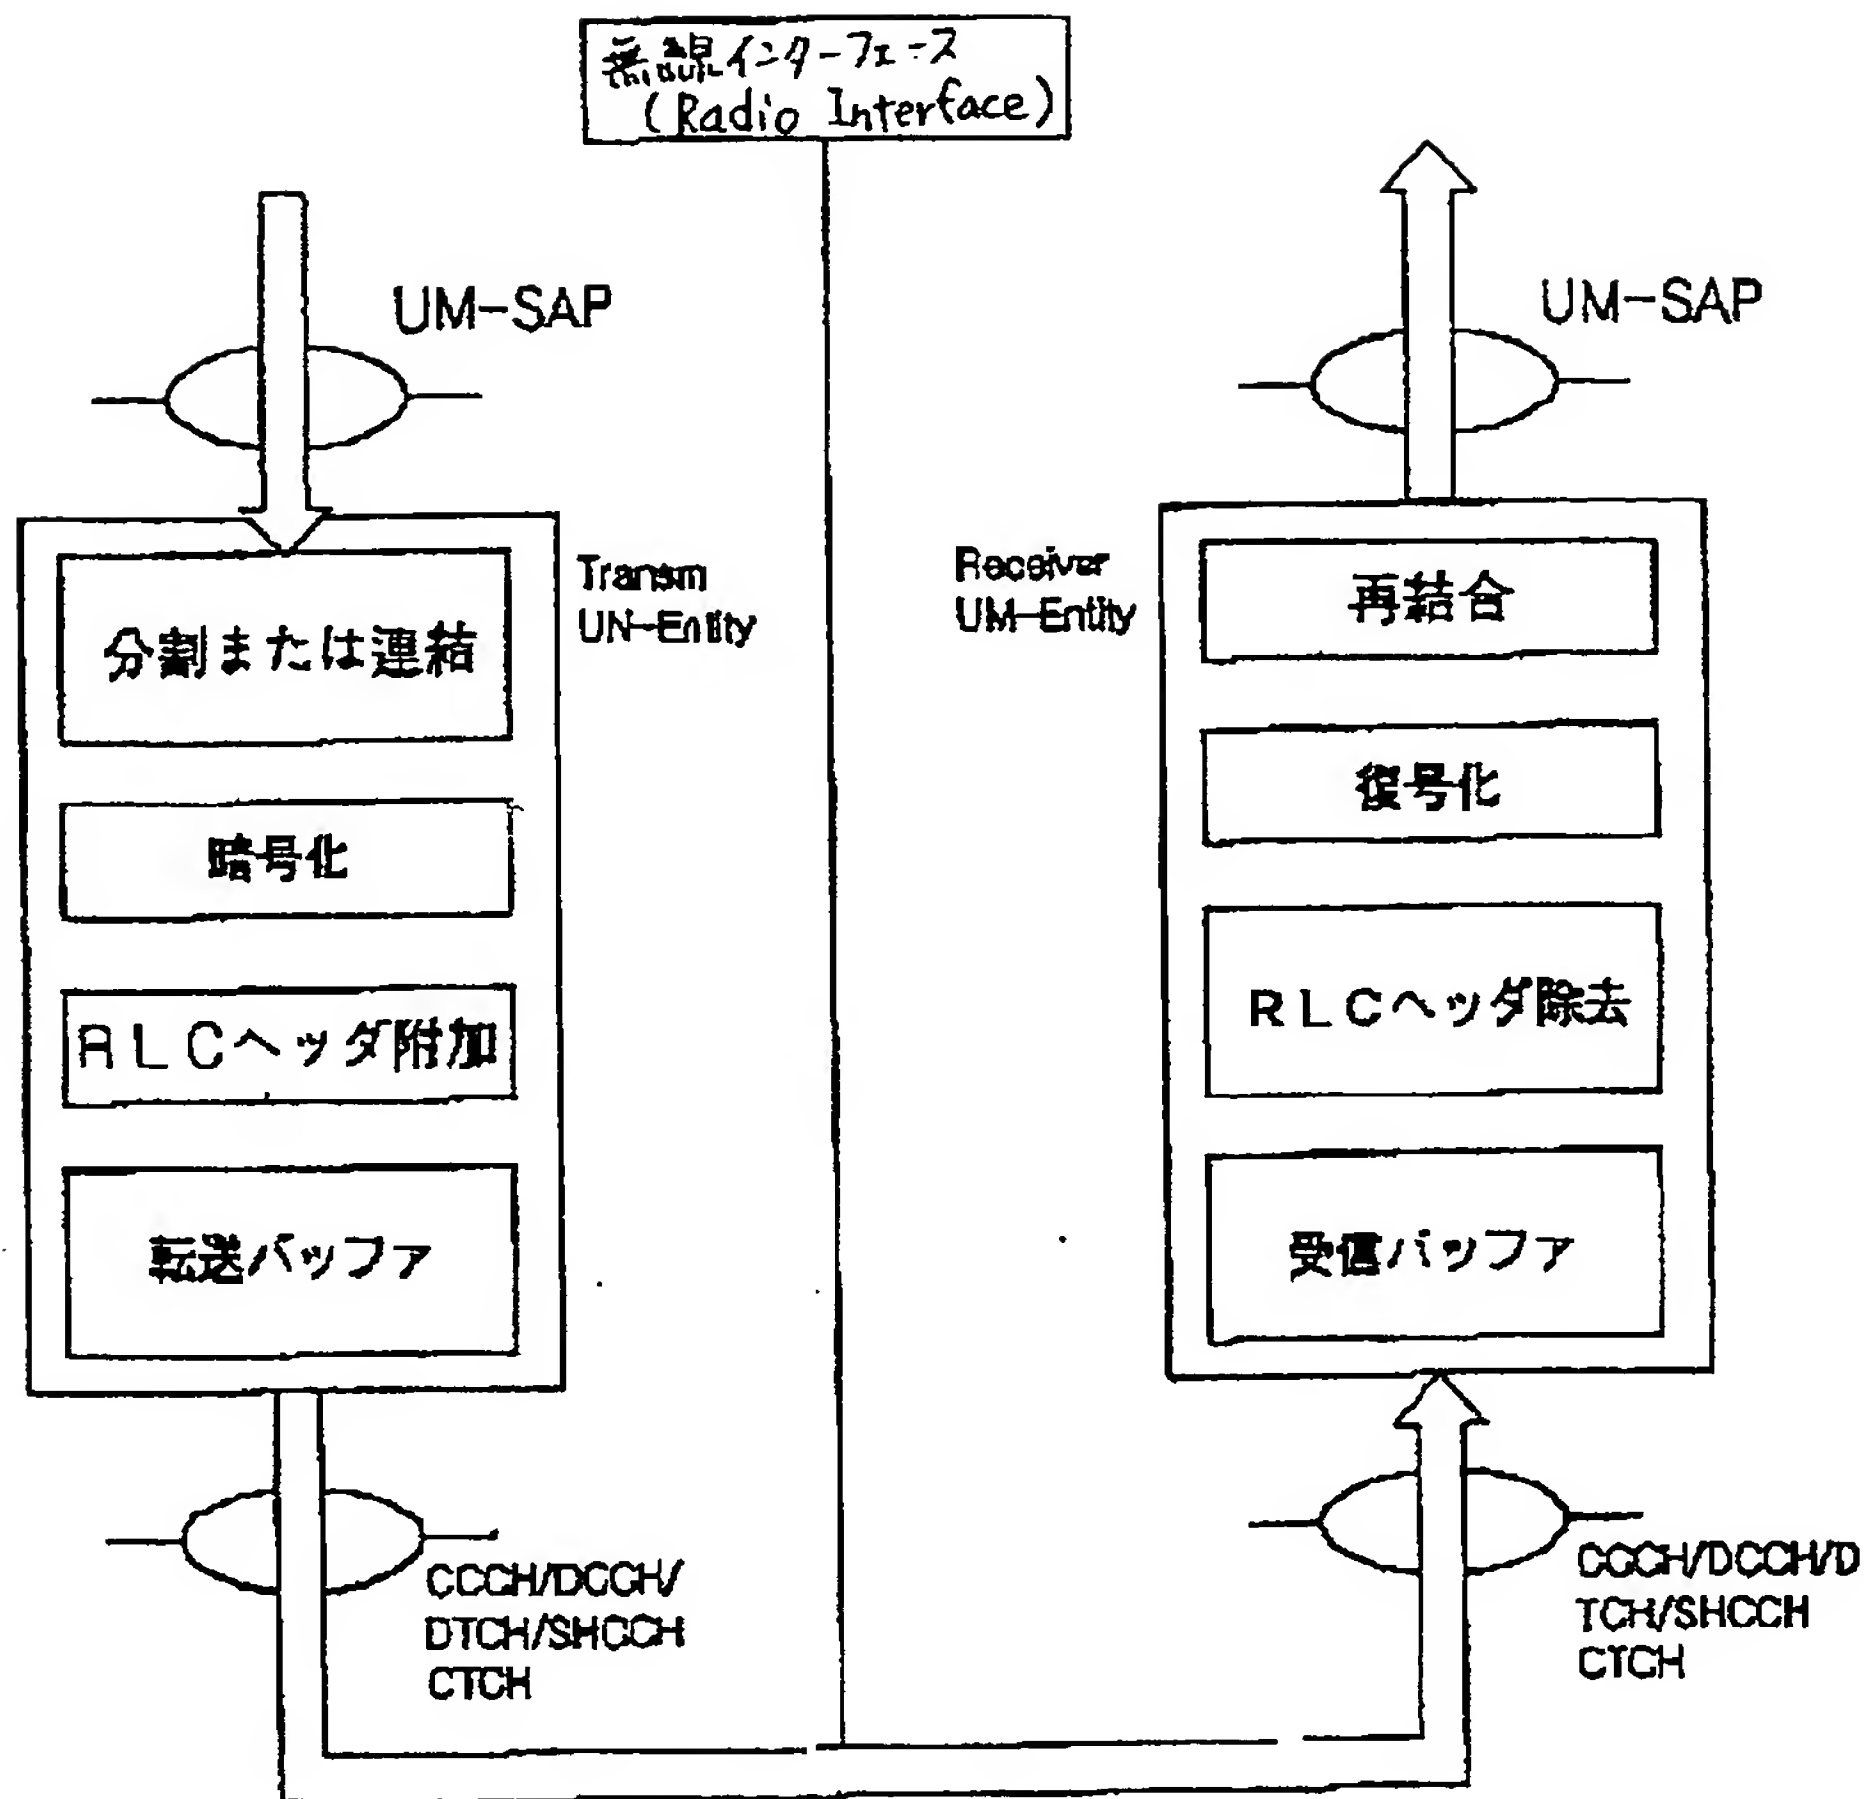 無線インターフェース
(Radio Interface)
UM-SAP
UM-SAP
Transm
UN-Entity
Receiver
UM-Entity
分割または連結
暗号化
RLCヘッダ附加
転送バッファ
再結合
復号化
RLCヘッダ除去
受信バッファ
CCCH/DCCH/
DTCH/SHCCH
CTCH
CCCH/DCCH/D
TCH/SHCCH
CTCH